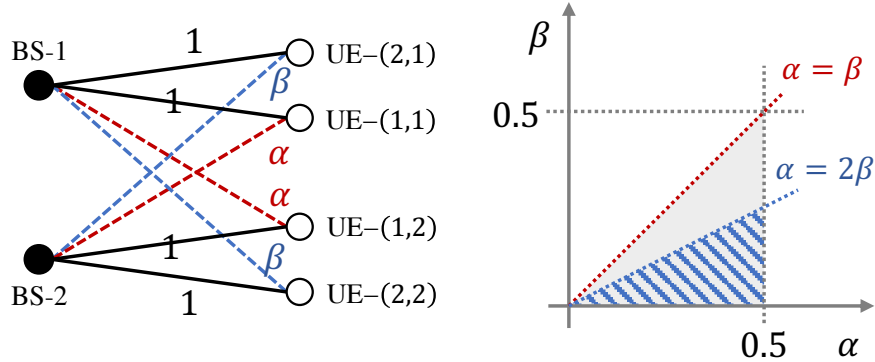 BS-1
1
UE–(2,1)
β
1
UE–(1,1)
α
α
1
UE–(1,2)
β
BS-2
1
UE–(2,2)
β
α = β
0.5
α = 2β
0.5
α